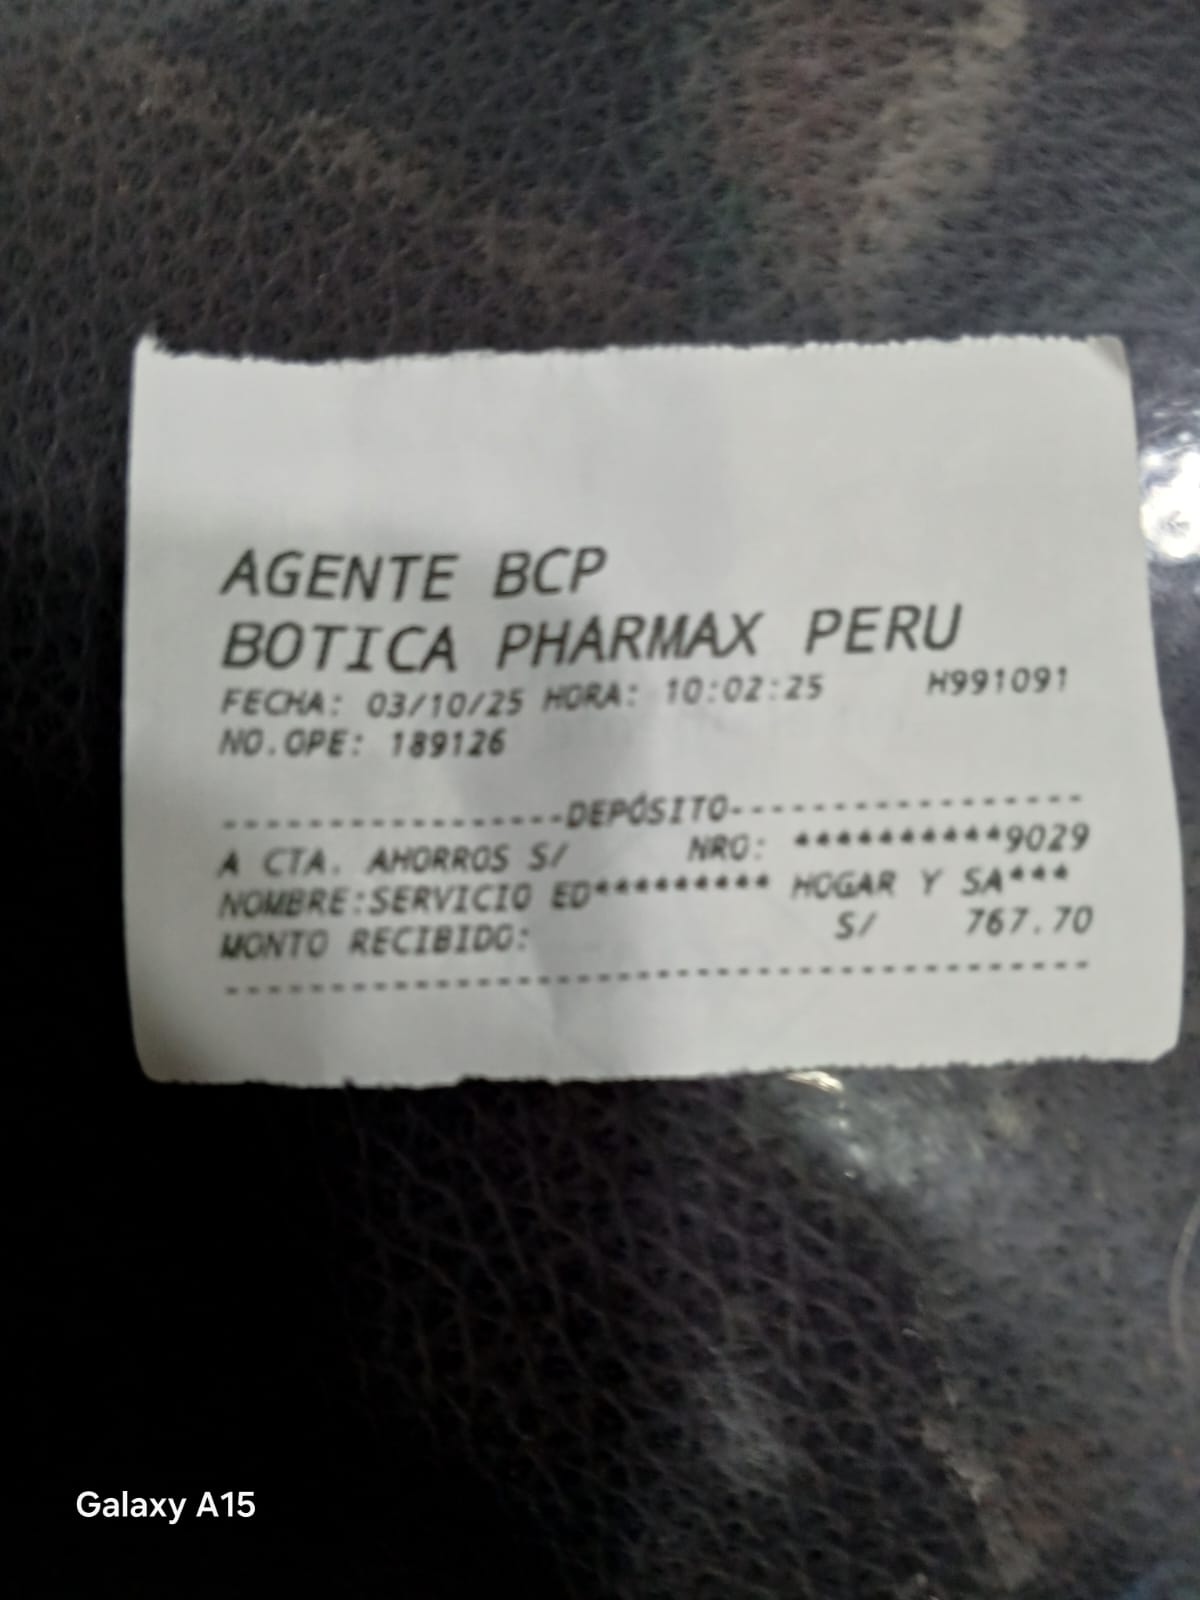 AGENTE BCP
BOTICA PHARMAX PERU
FECHA: 03/10/25 HORA: 10:02:25 H991091
NO.OPE: 189126
-----------------DEPÓSITO-----------------
A CTA. AHORROS S/ NRO: **********9029
NOMBRE:SERVICIO ED********* HOGAR Y SA***
MONTO RECIBIDO: S/ 767.70
Galaxy A15